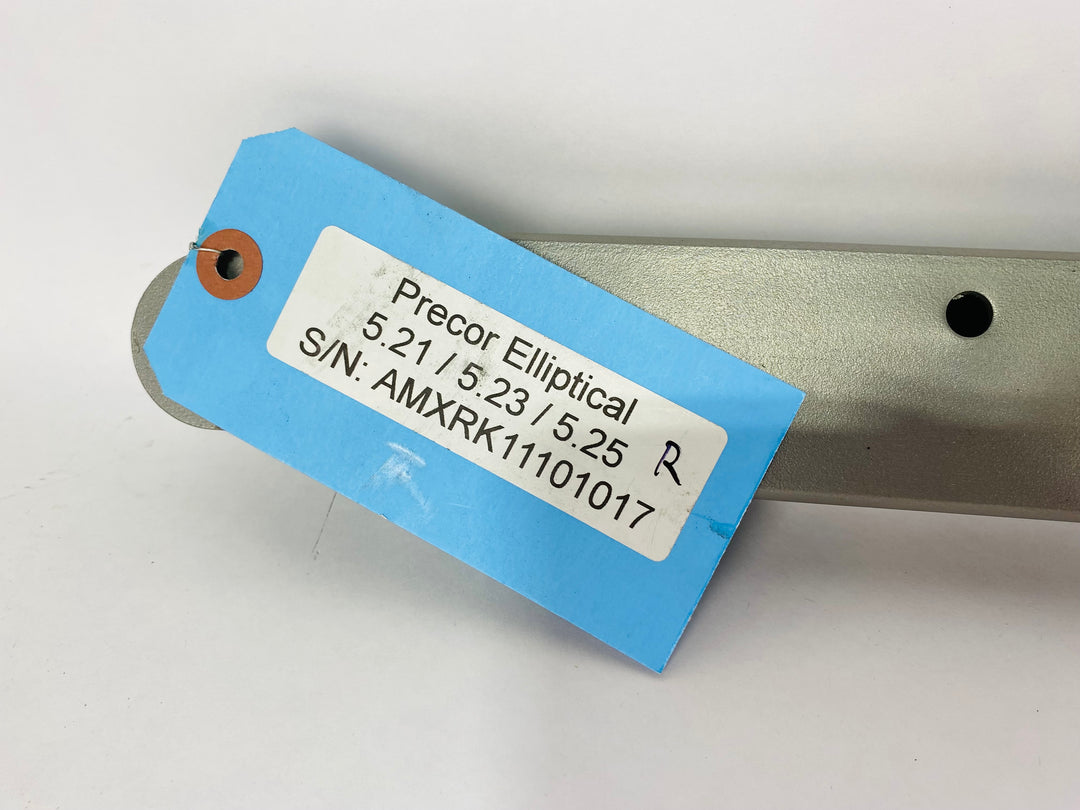 Precor Elliptical
5.21 / 5.23 / 5.25 R
S/N: AMXRK11101017